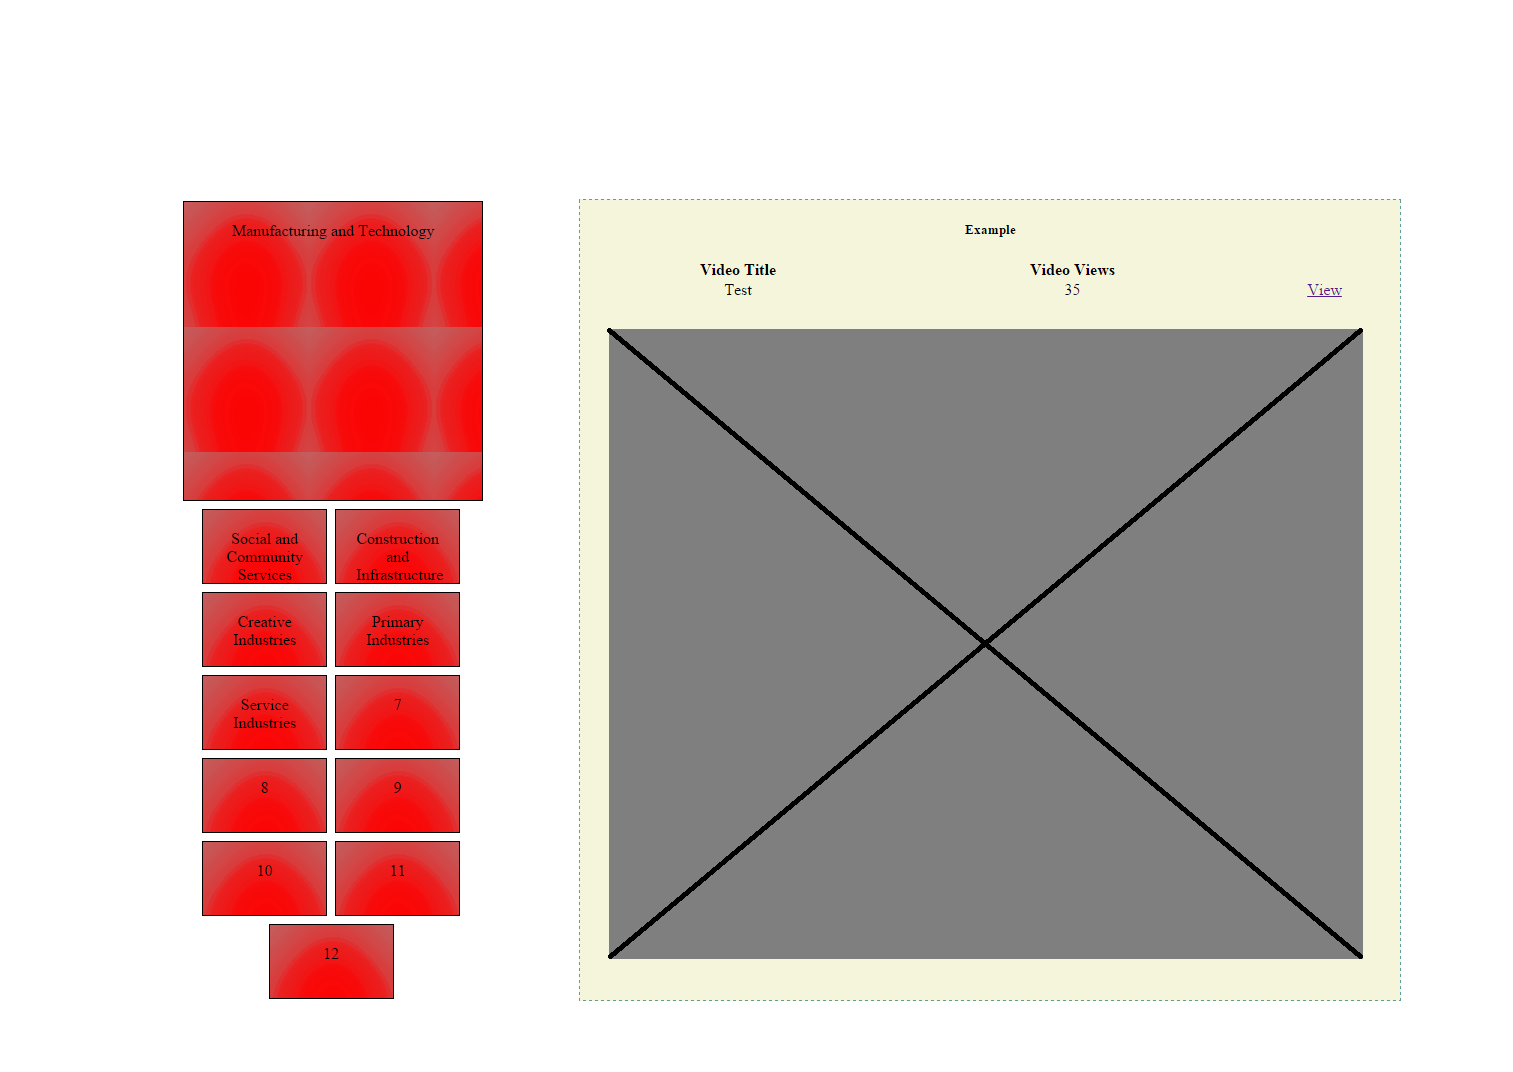 Manufacturing and Technology
Social and
Community
Services
Construction
and
Infrastructure
Creative
Industries
Primary
Industries
Service
Industries
7
8
9
10
11
12
Example
Video Title
Video Views
Test
35
View